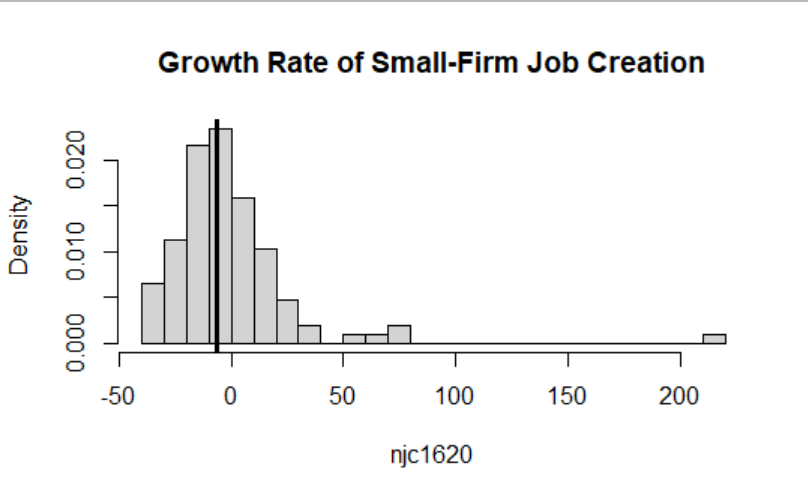 Growth Rate of Small-Firm Job Creation
Density
0.020
0.010
0.000
-50 0 50 100 150 200
njc1620